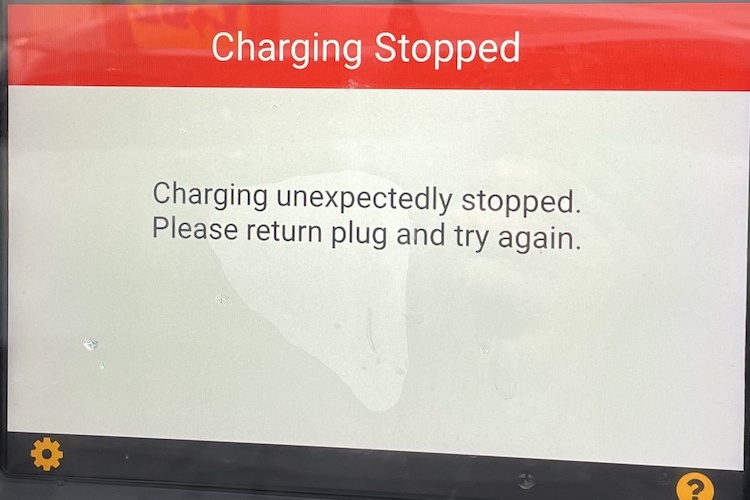 Charging Stopped
Charging unexpectedly stopped.
Please return plug and try again.
?